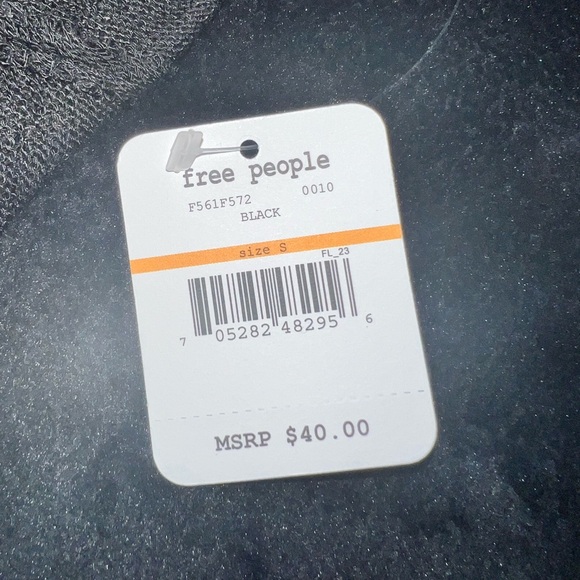 free people
F561F572 0010
BLACK
size S
FL_23
7 05282 48295 6
MSRP $40.00